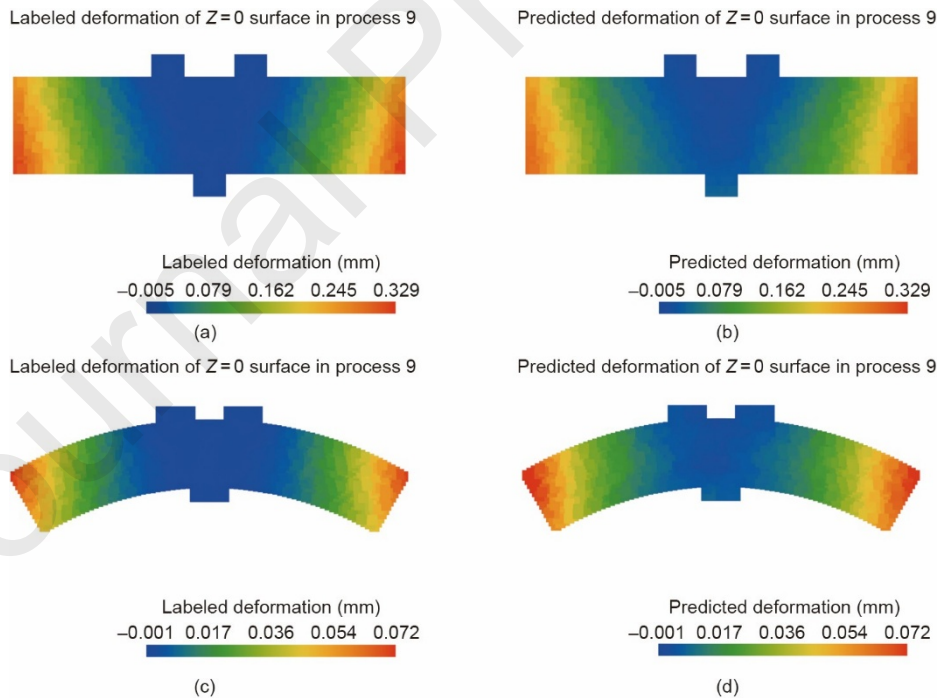 Labeled deformation of Z=0 surface in process 9
Predicted deformation of Z=0 surface in process 9
Labeled deformation (mm)
−0.005 0.079 0.162 0.245 0.329
(a)
Predicted deformation (mm)
−0.005 0.079 0.162 0.245 0.329
(b)
Labeled deformation of Z=0 surface in process 9
Predicted deformation of Z=0 surface in process 9
Labeled deformation (mm)
−0.001 0.017 0.036 0.054 0.072
(c)
Predicted deformation (mm)
−0.001 0.017 0.036 0.054 0.072
(d)
ournal P